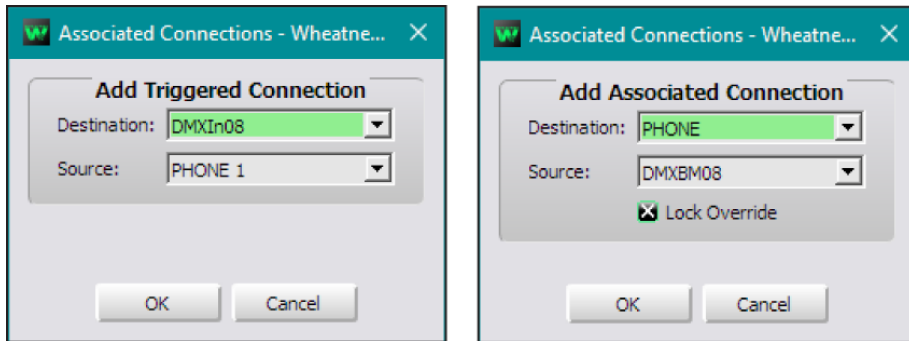 Associated Connections - Wheatne...
Add Triggered Connection
Destination: DMXIn08
Source: PHONE 1
OK Cancel
Associated Connections - Wheatne...
Add Associated Connection
Destination: PHONE
Source: DMXBM08
Lock Override
OK Cancel